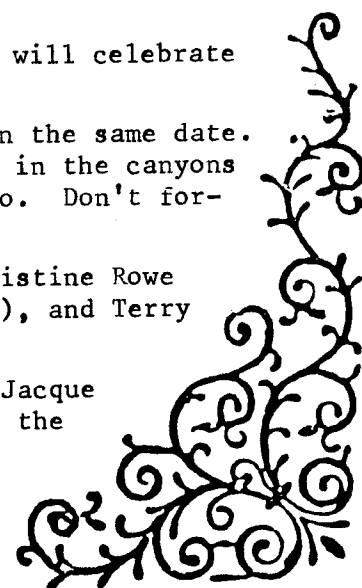 will celebrate
n the same date.
in the canyons
o. Don't for-
istine Rowe
), and Terry
Jacque
the